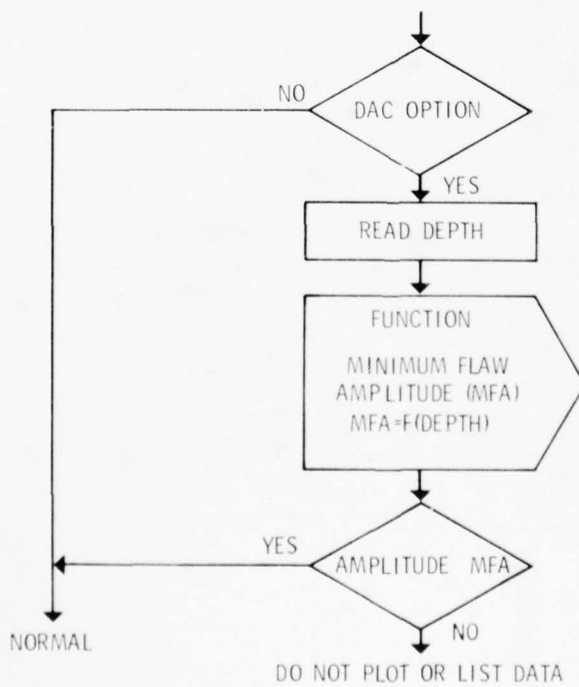 NO
DAC OPTION
YES
READ DEPTH
FUNCTION
MINIMUM FLAW
AMPLITUDE (MFA)
MFA=F(DEPTH)
YES
AMPLITUDE MFA
NO
NORMAL
DO NOT PLOT OR LIST DATA